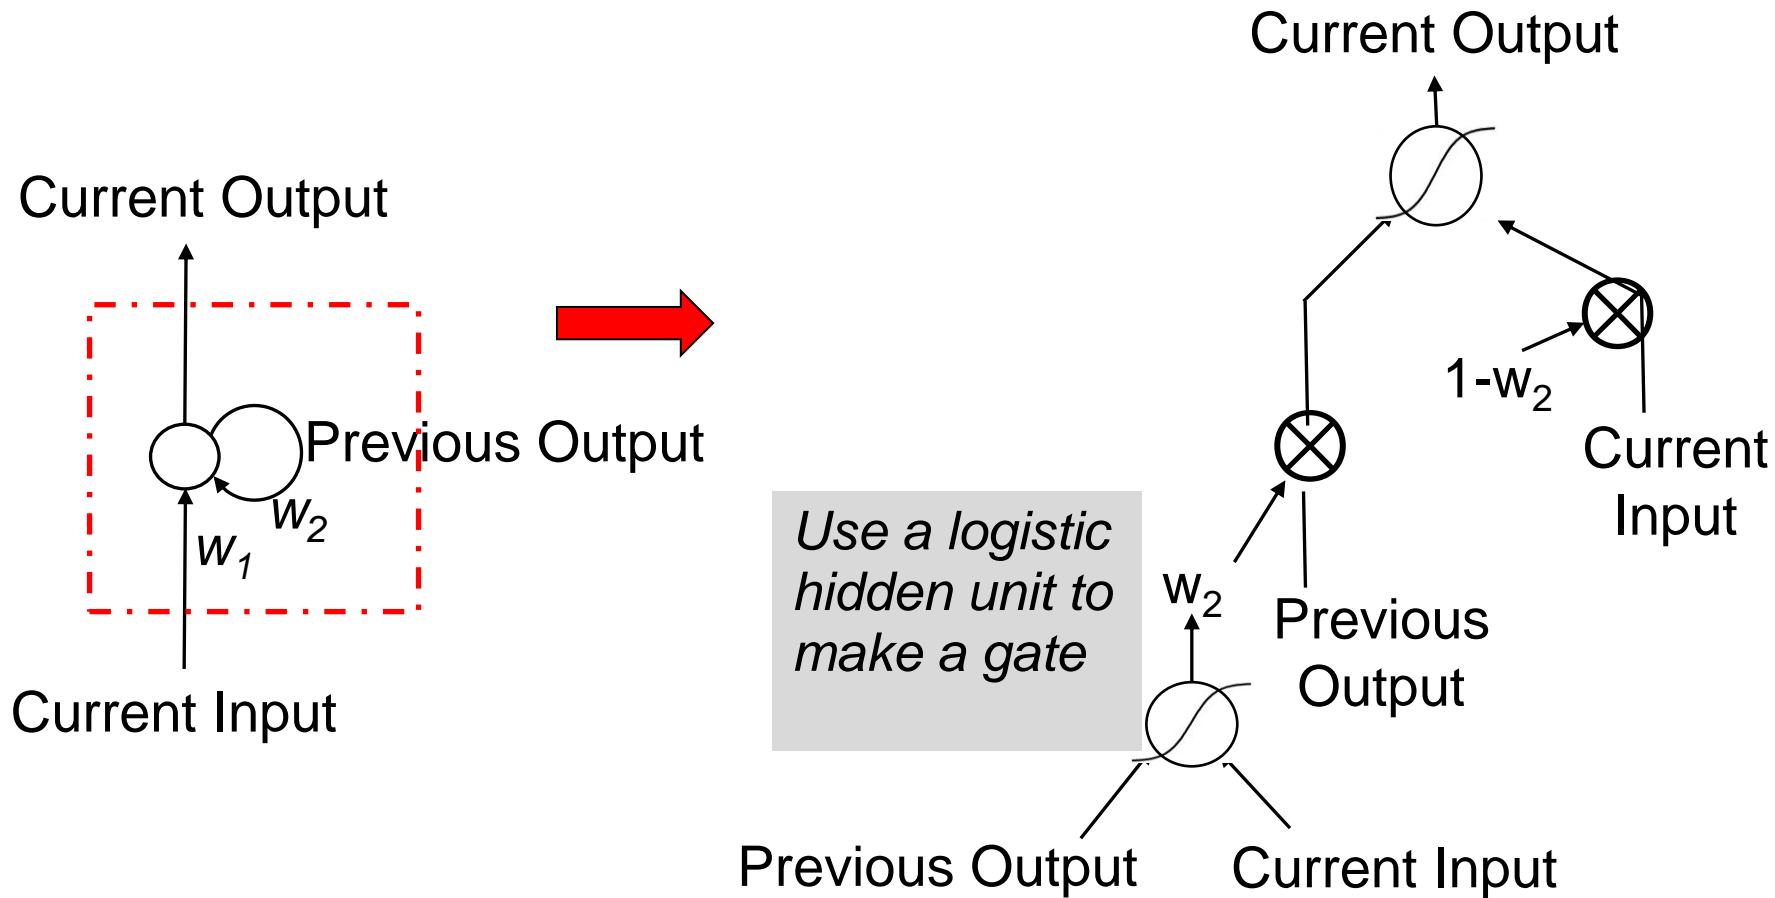 Current Output
Previous Output
w2
w1
Current Input
Current Output
1-w2
Current
Input
Use a logistic
hidden unit to
make a gate
w2
Previous
Output
Previous Output
Current Input